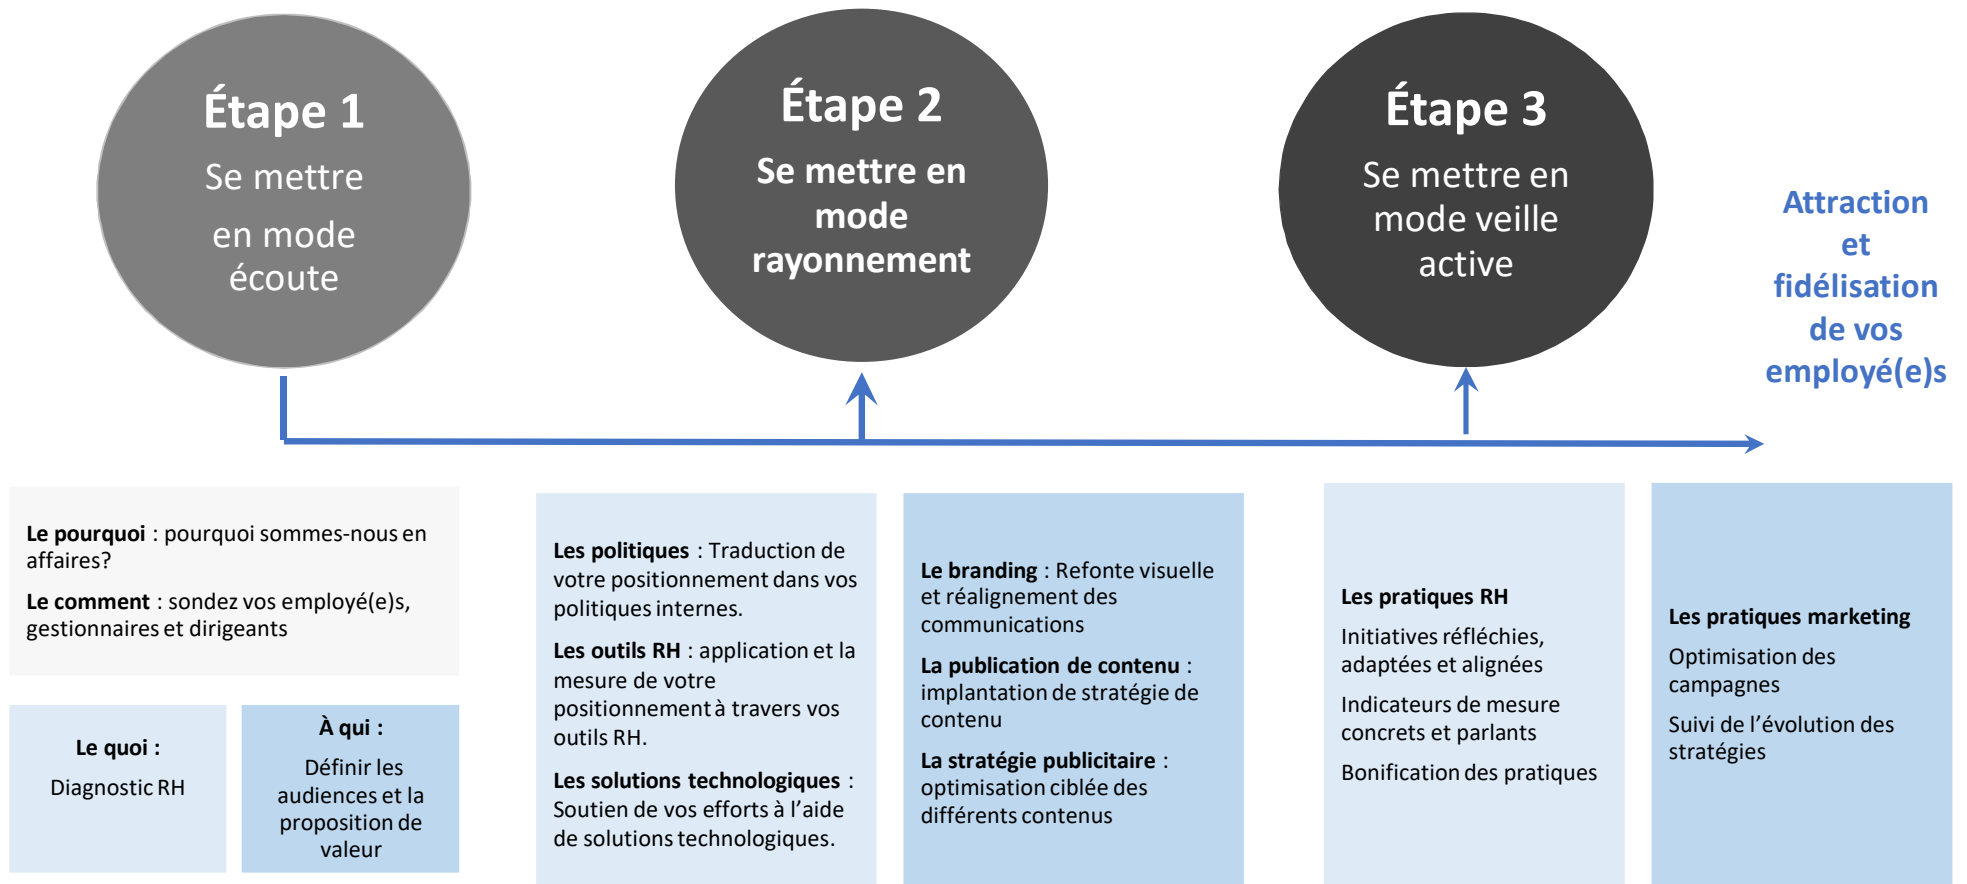 Étape 1
Se mettre
en mode
écoute
Étape 2
Se mettre en
mode
rayonnement
Étape 3
Se mettre en
mode veille
active
Attraction
et
fidélisation
de vos
employé(e)s
Le pourquoi : pourquoi sommes-nous en
affaires?
Le comment : sondez vos employé(e)s,
gestionnaires et dirigeants
Le quoi :
Diagnostic RH
À qui :
Définir les
audiences et la
proposition de
valeur
Les politiques : Traduction de
votre positionnement dans vos
politiques internes.
Les outils RH : application et la
mesure de votre
positionnement à travers vos
outils RH.
Les solutions technologiques :
Soutien de vos efforts à l’aide
de solutions technologiques.
Le branding : Refonte visuelle
et réalignement des
communications
La publication de contenu :
implantation de stratégie de
contenu
La stratégie publicitaire :
optimisation ciblée des
différents contenus
Les pratiques RH
Initiatives réfléchies,
adaptées et alignées
Indicateurs de mesure
concrets et parlants
Bonification des pratiques
Les pratiques marketing
Optimisation des
campagnes
Suivi de l’évolution des
stratégies